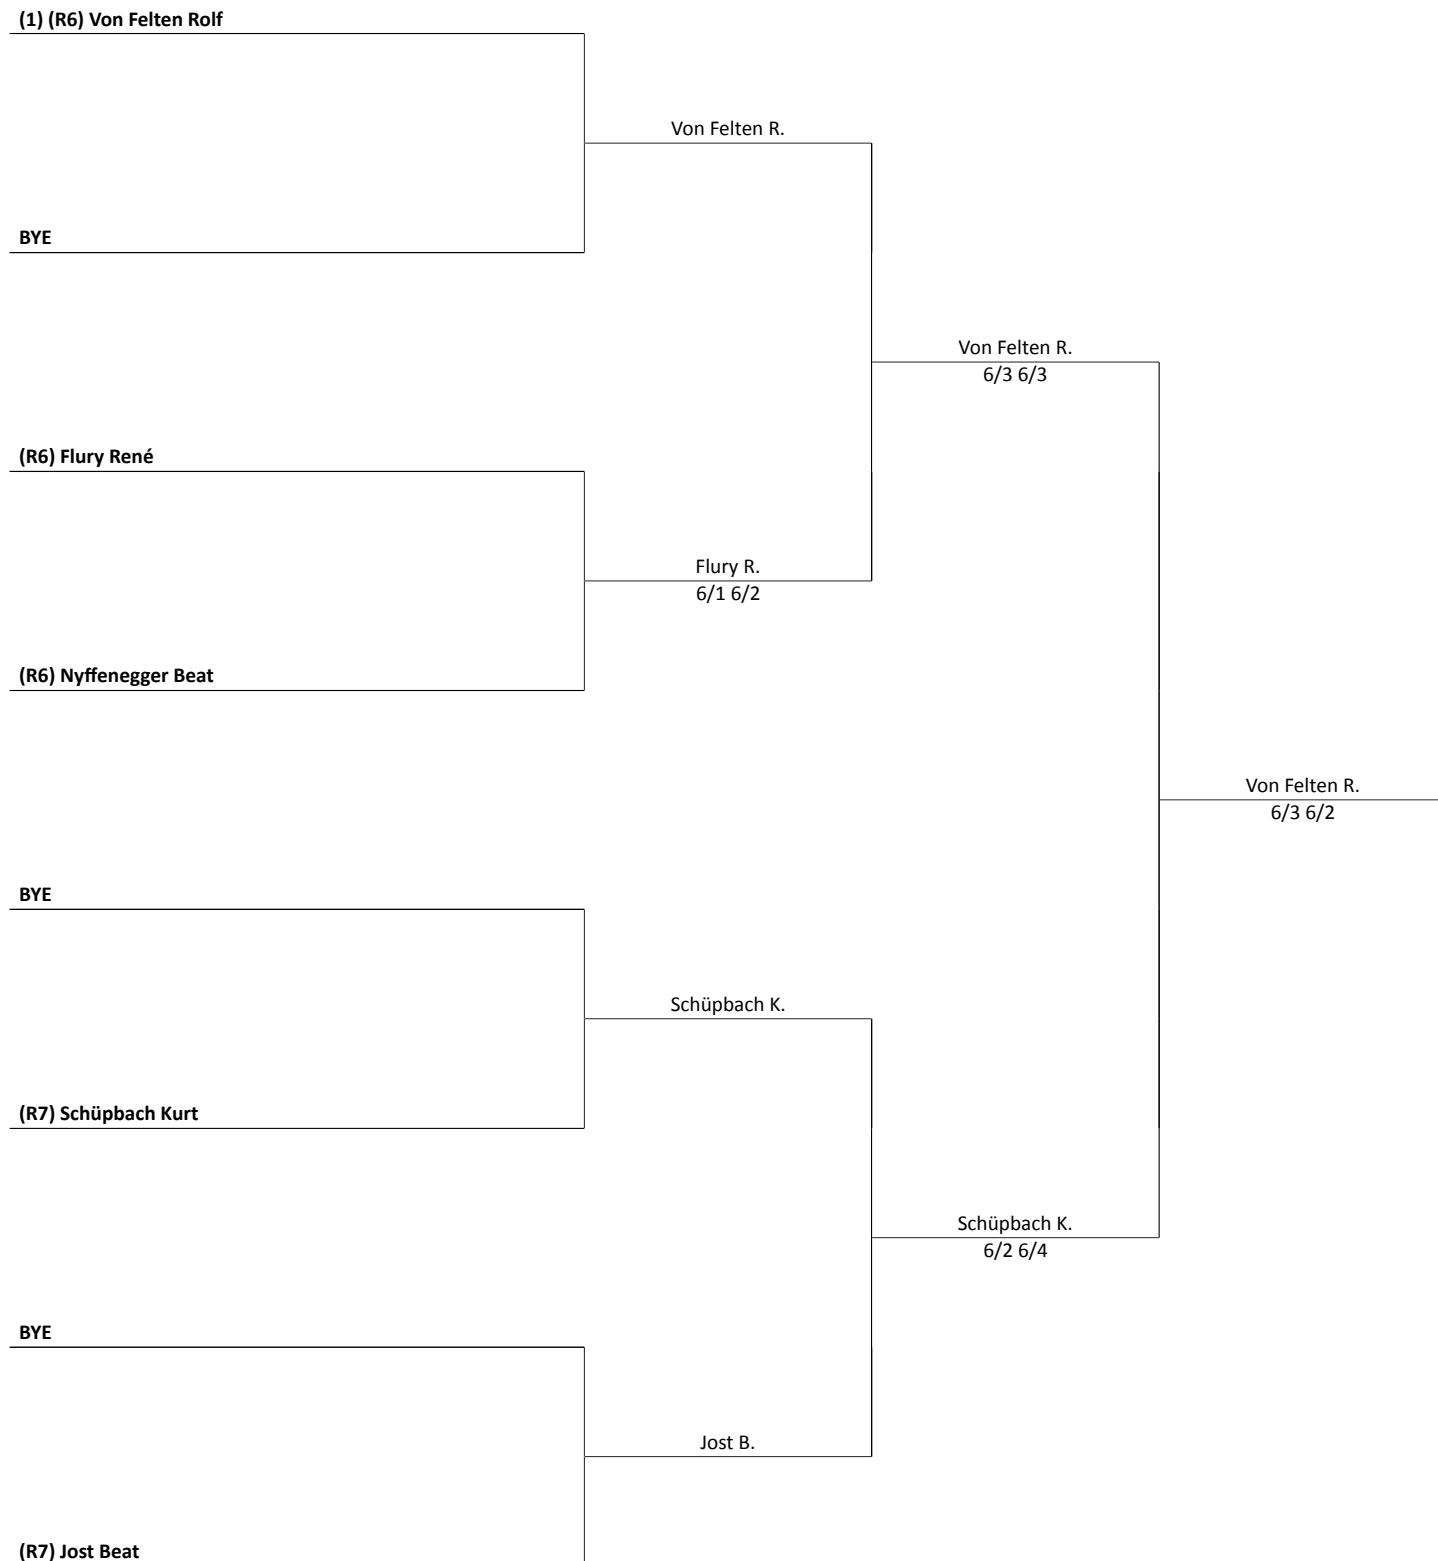 (1) (R6) Von Felten Rolf
Von Felten R.
BYE
Von Felten R.
6/3 6/3
(R6) Flury René
Flury R.
6/1 6/2
(R6) Nyffenegger Beat
Von Felten R.
6/3 6/2
BYE
Schüpbach K.
(R7) Schüpbach Kurt
Schüpbach K.
6/2 6/4
BYE
Jost B.
(R7) Jost Beat